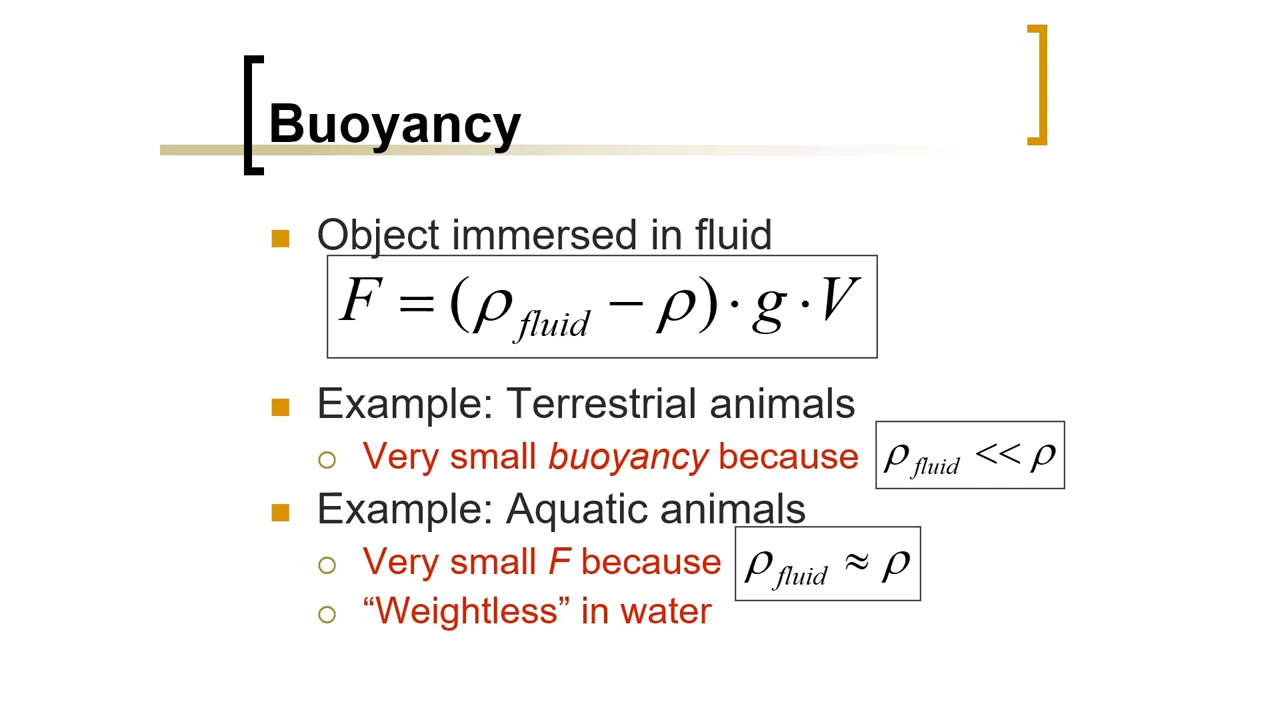 Buoyancy
Object immersed in fluid
F = (ρ_fluid − ρ) · g · V
Example: Terrestrial animals
Very small buoyancy because ρ_fluid << ρ
Example: Aquatic animals
Very small F because ρ_fluid ≈ ρ
“Weightless” in water